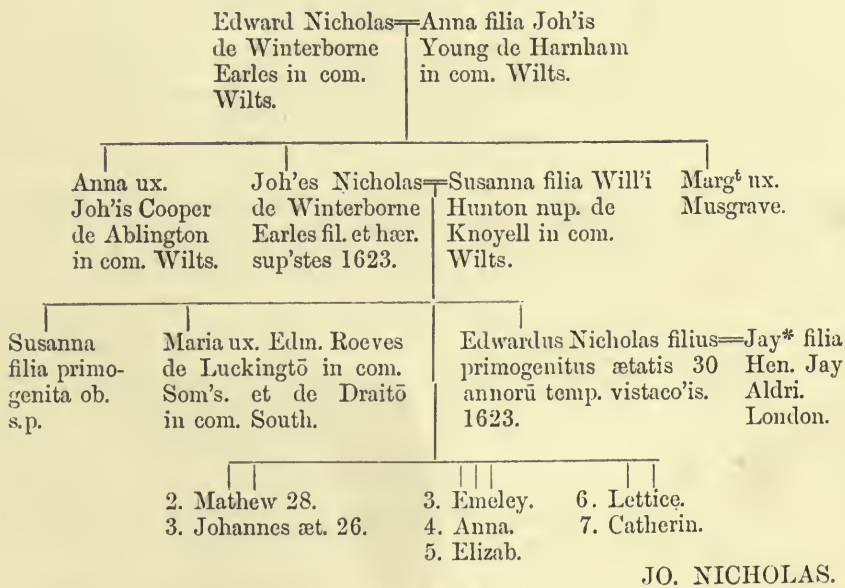 Edward Nicholas
de Winterborne
Earles in com.
Wilts.
Anna filia Joh'is
Young de Harnham
in com. Wilts.
Anna ux.
Joh'is Cooper
de Ablington
in com. Wilts.
Joh'es Nicholas
de Winterborne
Earles fil. et hær.
sup'stes 1623.
Susanna filia Will'i
Hunton nup. de
Knoyell in com.
Wilts.
Margᵗ ux.
Musgrave.
Susanna
filia primo-
genita ob.
s.p.
Maria ux. Edm. Roeves
de Luckingtō in com.
Som's. et de Draitō
in com. South.
Edwardus Nicholas filius
primogenitus ætatis 30
annorū temp. vistaco'is.
1623.
Jay* filia
Hen. Jay
Aldri.
London.
2. Mathew 28.
3. Johannes æt. 26.
3. Emeley.
4. Anna.
5. Elizab.
6. Lettice.
7. Catherin.
JO. NICHOLAS.